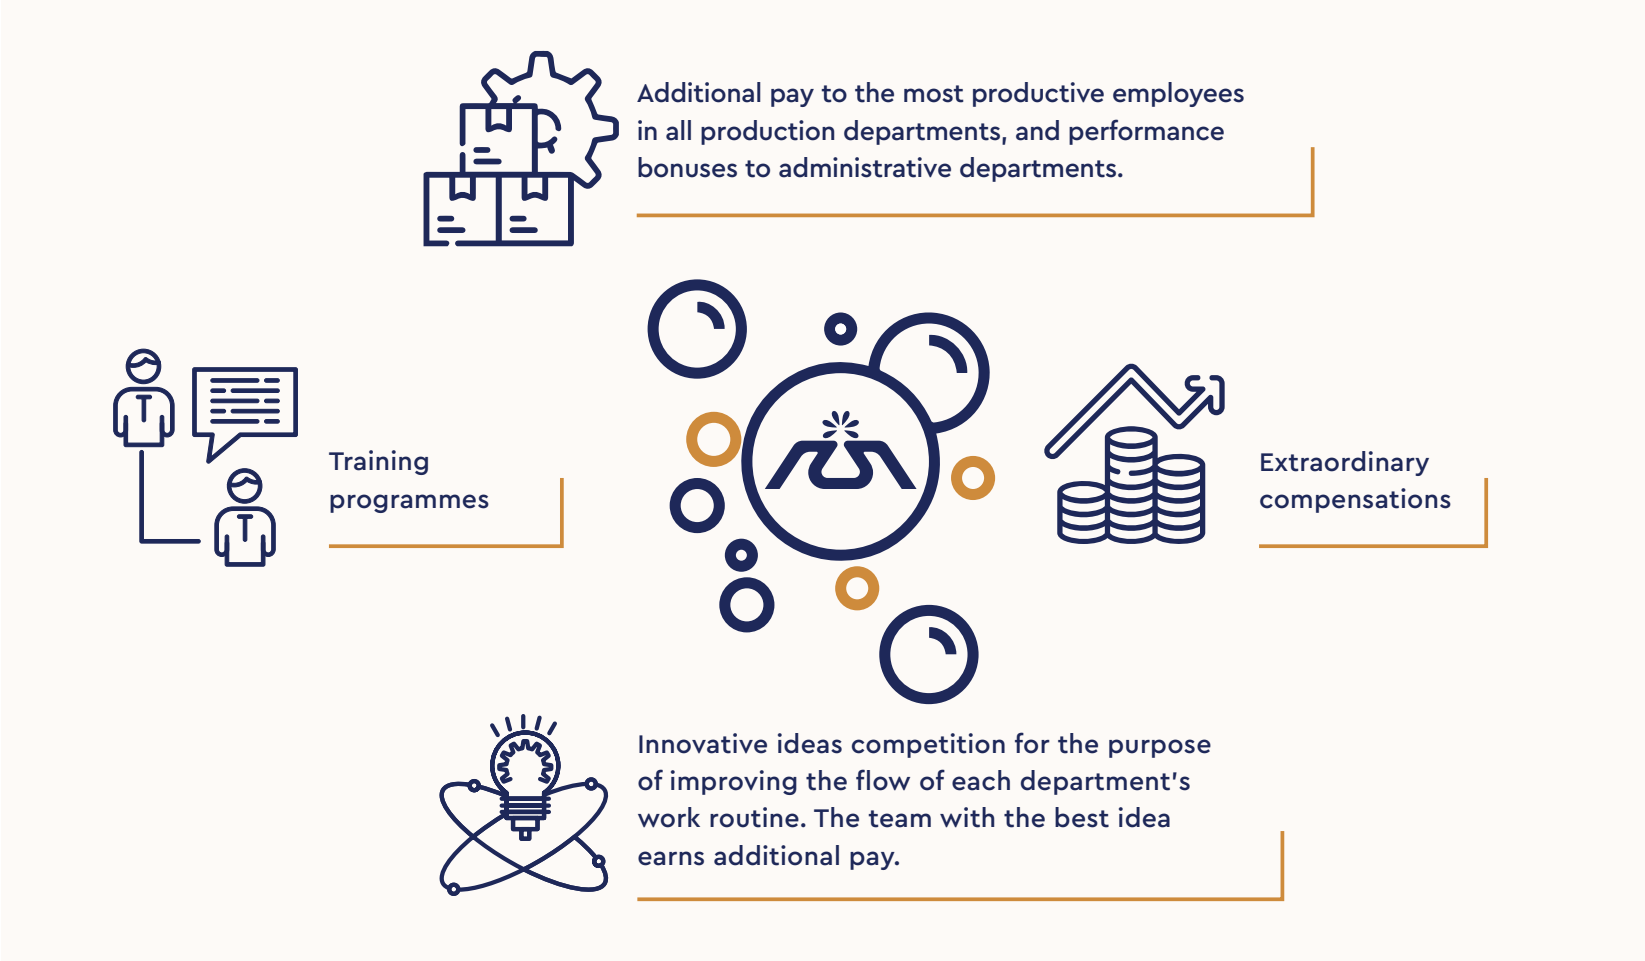 Additional pay to the most productive employees
in all production departments, and performance
bonuses to administrative departments.
Training
programmes
Extraordinary
compensations
Innovative ideas competition for the purpose
of improving the flow of each department's
work routine. The team with the best idea
earns additional pay.